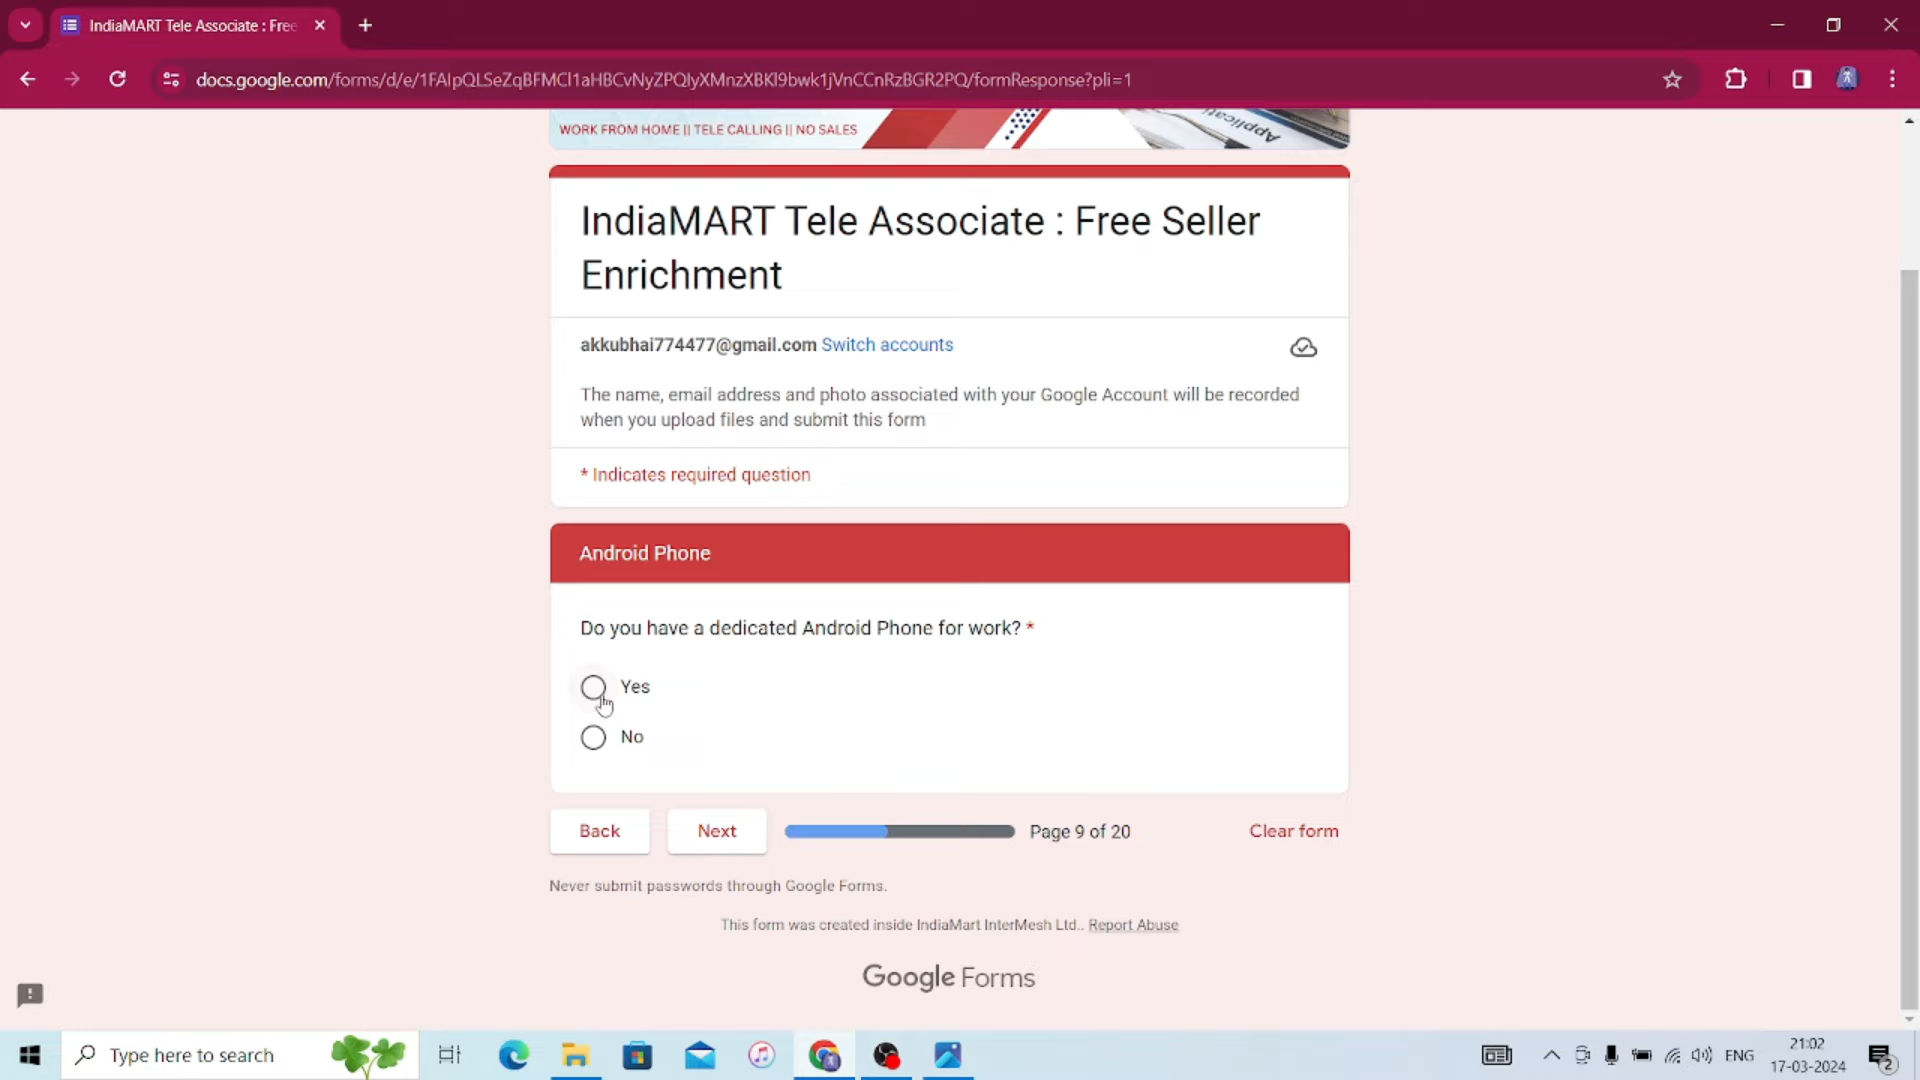 IndiaMART Tele Associate : Free
docs.google.com/forms/d/e/1FAIpQLSeZqBFMCl1aHBCvNyZPQIyXMnzXBKl9bwk1jVnCCnRzBGR2PQ/formResponse?pli=1
WORK FROM HOME || TELE CALLING || NO SALES
Applicatio
IndiaMART Tele Associate : Free Seller
Enrichment
akkubhai774477@gmail.com Switch accounts
The name, email address and photo associated with your Google Account will be recorded
when you upload files and submit this form
* Indicates required question
Android Phone
Do you have a dedicated Android Phone for work? *
Yes
No
Back
Next
Page 9 of 20
Clear form
Never submit passwords through Google Forms.
This form was created inside IndiaMart InterMesh Ltd.. Report Abuse
Google Forms
Type here to search
ENG
21:02
17-03-2024
2